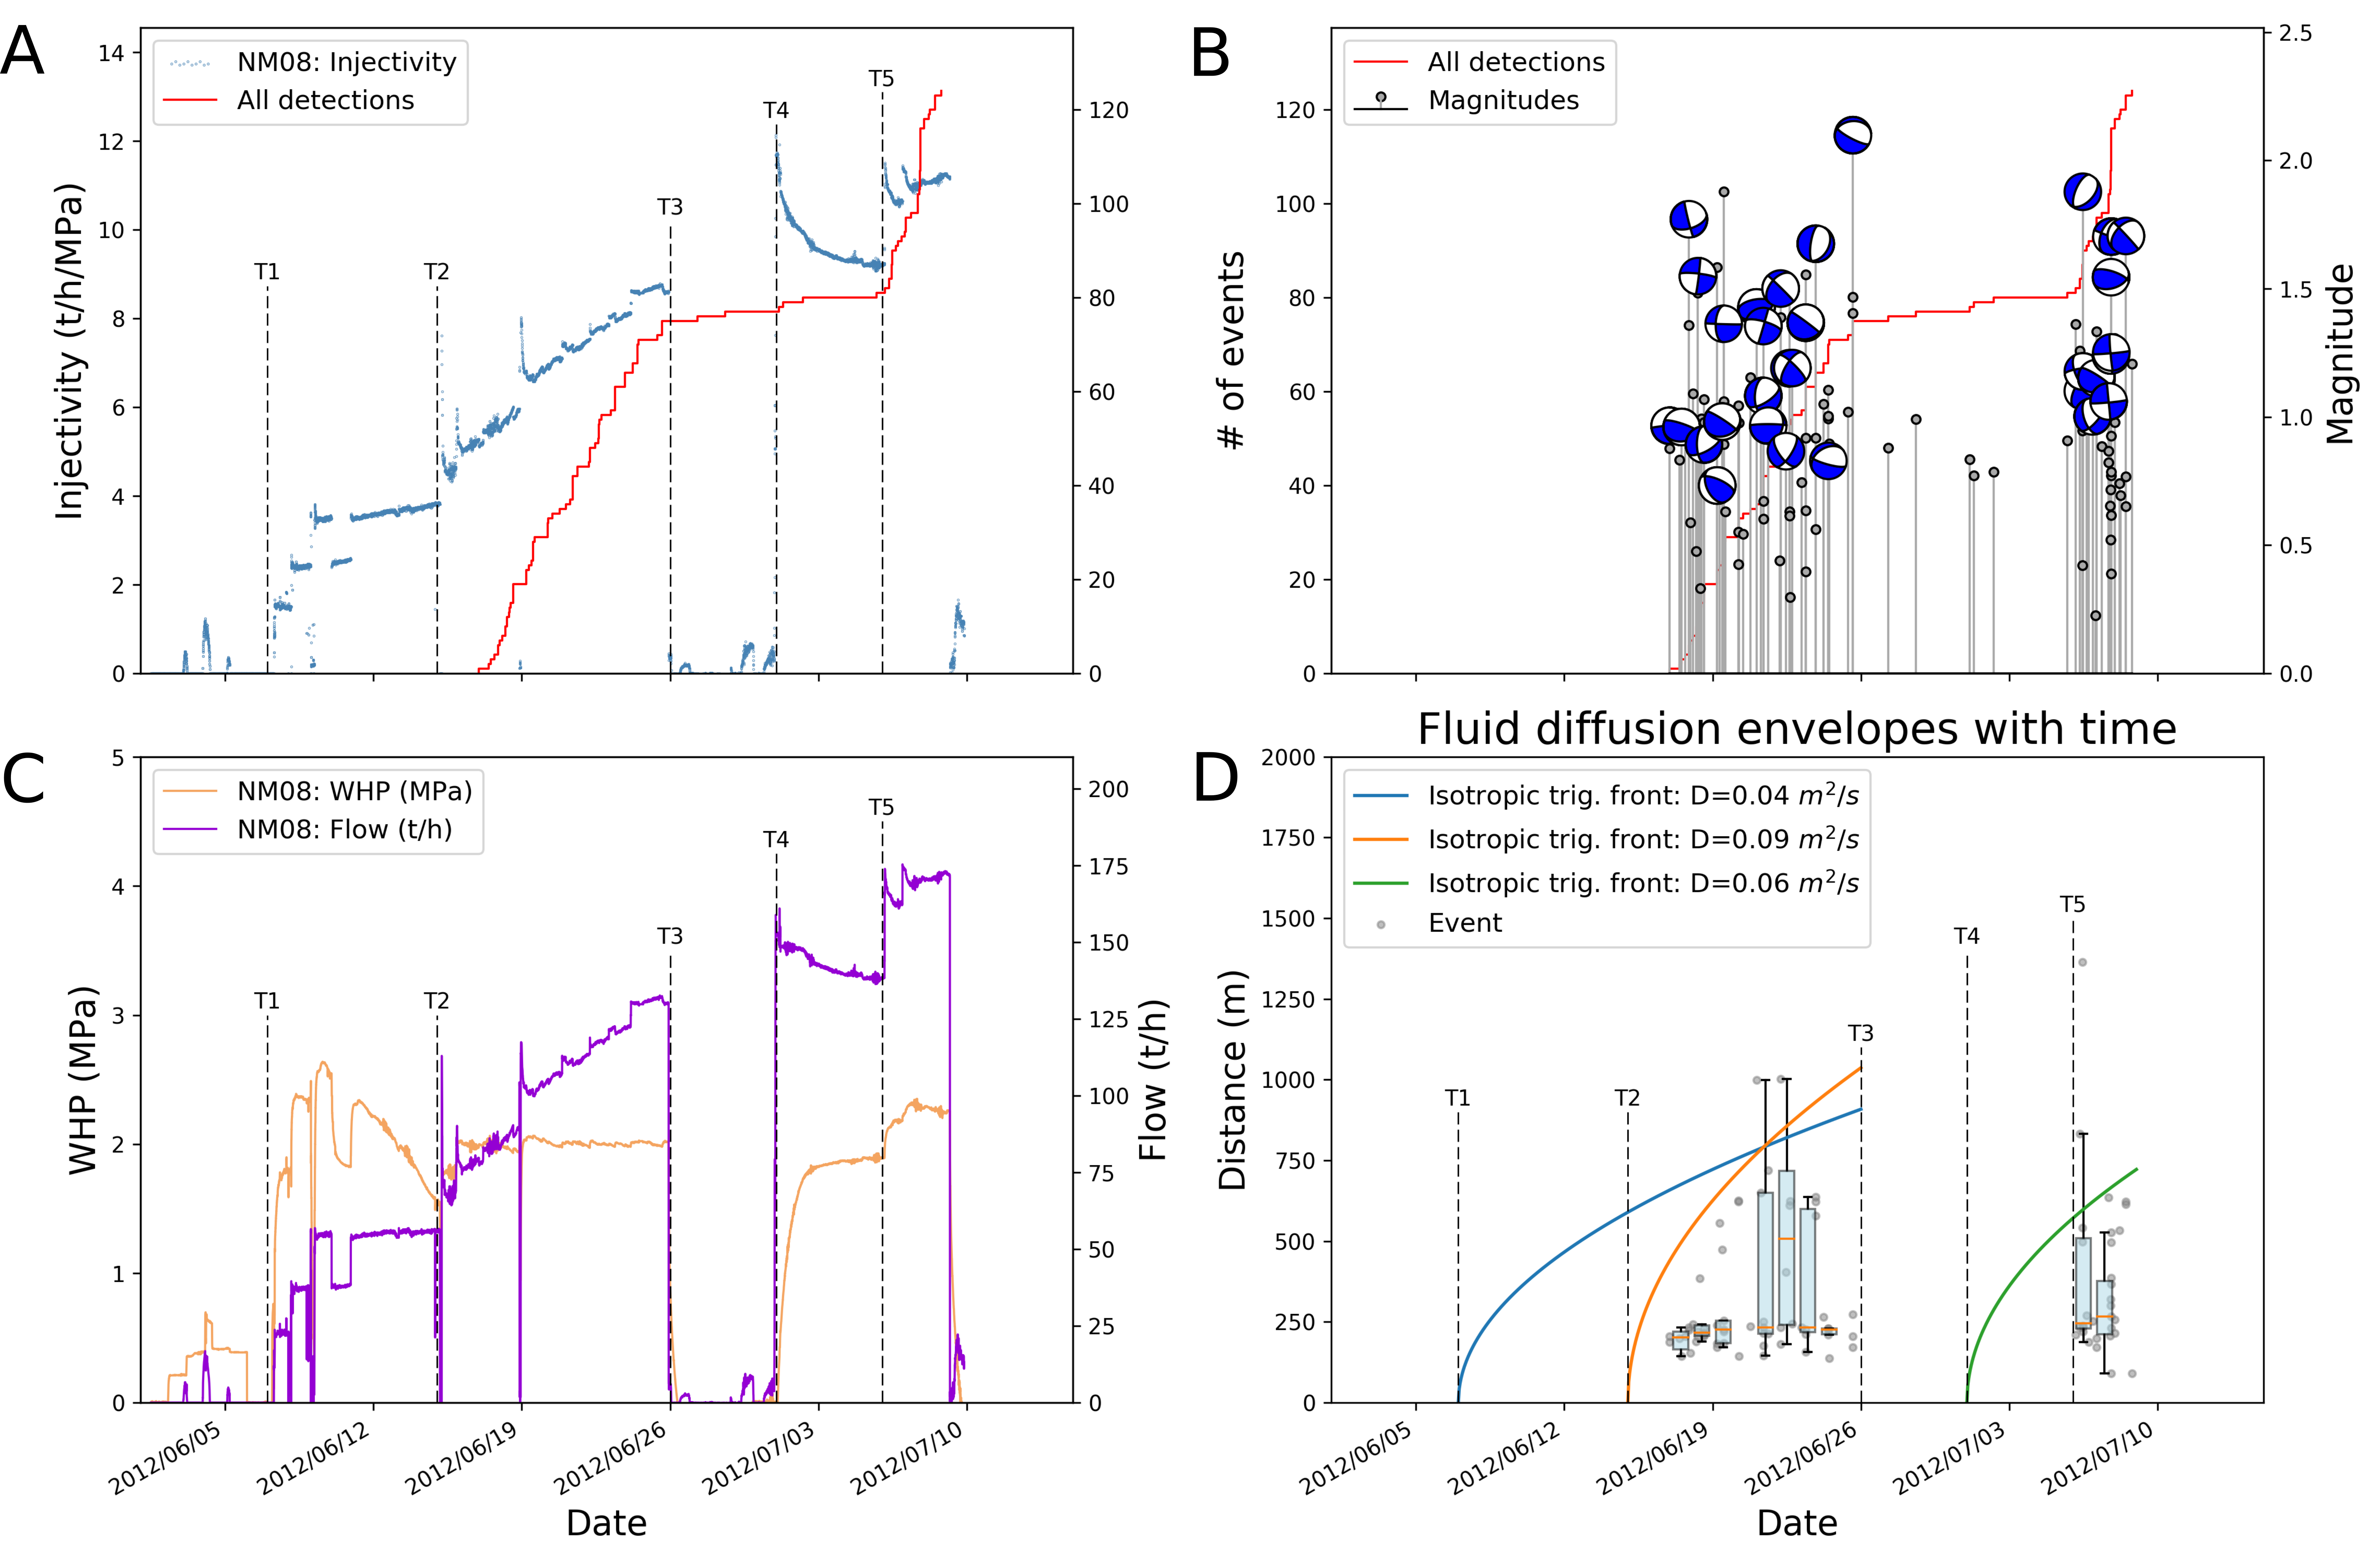 A
NM08: Injectivity
All detections
T1
T2
T3
T4
T5
Injectivity (t/h/MPa)
0
2
4
6
8
10
12
14
0
20
40
60
80
100
120
B
All detections
Magnitudes
# of events
0
20
40
60
80
100
120
Magnitude
0.0
0.5
1.0
1.5
2.0
2.5
C
NM08: WHP (MPa)
NM08: Flow (t/h)
T1
T2
T3
T4
T5
WHP (MPa)
0
1
2
3
4
5
Flow (t/h)
0
25
50
75
100
125
150
175
200
2012/06/05
2012/06/12
2012/06/19
2012/06/26
2012/07/03
2012/07/10
Date
D
Fluid diffusion envelopes with time
Isotropic trig. front: D=0.04 m²/s
Isotropic trig. front: D=0.09 m²/s
Isotropic trig. front: D=0.06 m²/s
Event
T1
T2
T3
T4
T5
Distance (m)
0
250
500
750
1000
1250
1500
1750
2000
2012/06/05
2012/06/12
2012/06/19
2012/06/26
2012/07/03
2012/07/10
Date